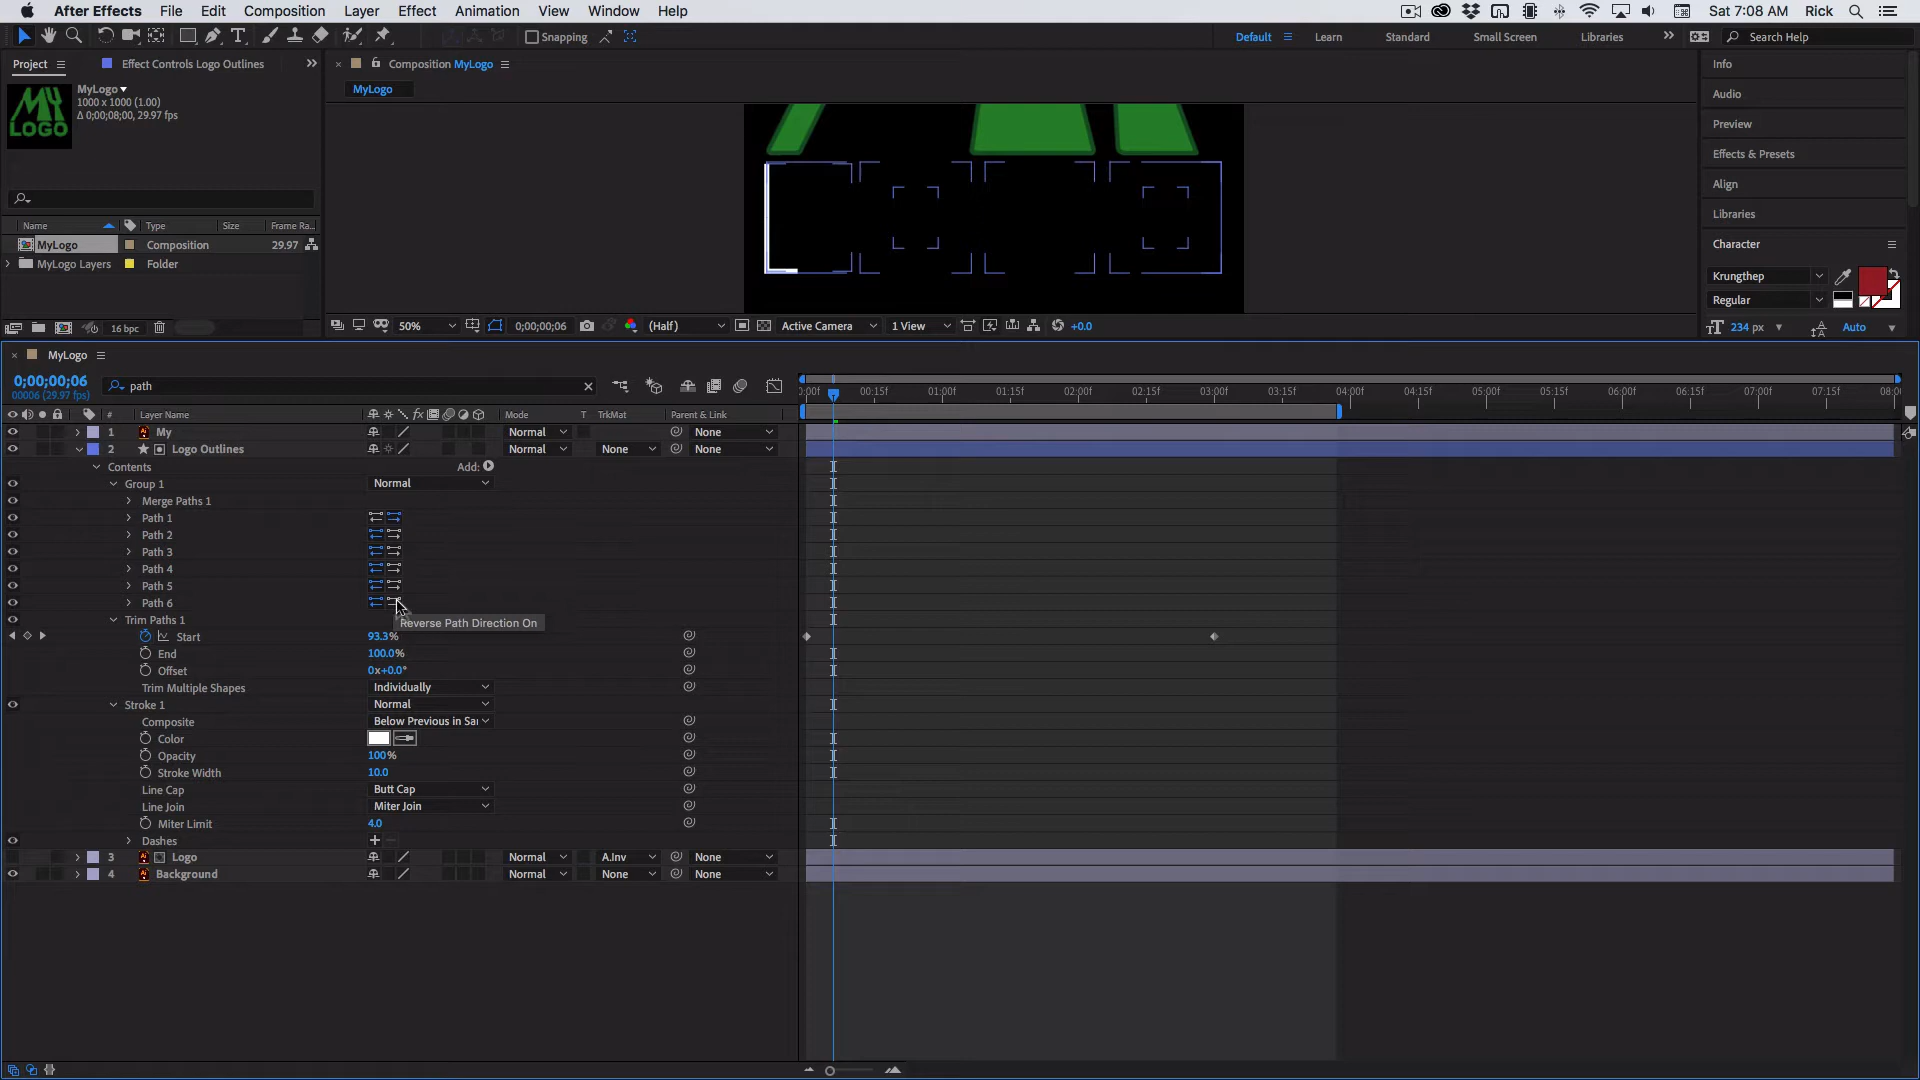 After Effects File Edit Composition Layer Effect Animation View Window Help Sat 7:08 AM Rick
Snapping Default Learn Standard Small Screen Libraries Search Help
Project Effect Controls Logo Outlines Composition MyLogo Info
MyLogo
1000 x 1000 (1.00)
Δ 0;00;08;00, 29.97 fps
MY
LOGO
MyLogo
Audio
Preview
Effects & Presets
Align
Libraries
Name Type Size Frame Ra...
MyLogo Composition 29.97
MyLogo Layers Folder
Character
Krungthep
Regular
234 px Auto
16 bpc
50% 0;00;00;06 (Half) Active Camera 1 View +0.0
MyLogo
0;00;00;06
00006 (29.97 fps)
path
0:00f 00:15f 01:00f 01:15f 02:00f 02:15f 03:00f 03:15f 04:00f 04:15f 05:00f 05:15f 06:00f 06:15f 07:00f 07:15f 08:0
# Layer Name fx Mode T TrkMat Parent & Link
1 My Normal None
2 Logo Outlines Normal None None
Contents Add:
Group 1 Normal
Merge Paths 1
Path 1
Path 2
Path 3
Path 4
Path 5
Path 6
Reverse Path Direction On
Trim Paths 1
Start 93.3%
End 100.0%
Offset 0x+0.0°
Trim Multiple Shapes Individually
Stroke 1 Normal
Composite Below Previous in Sa
Color
Opacity 100%
Stroke Width 10.0
Line Cap Butt Cap
Line Join Miter Join
Miter Limit 4.0
Dashes
3 Logo Normal A.Inv None
4 Background Normal None None